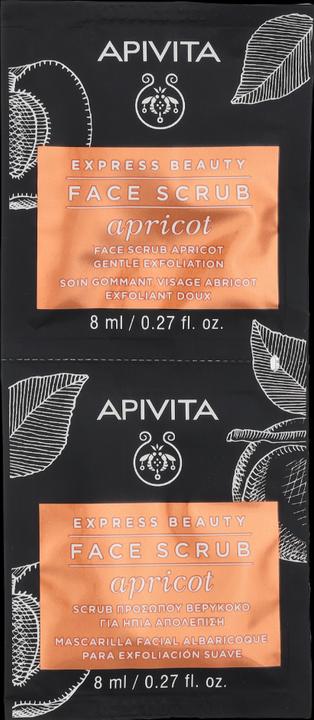 APIVITA
EXPRESS BEAUTY
FACE SCRUB
apricot
FACE SCRUB APRICOT
GENTLE EXFOLIATION
SOIN GOMMANT VISAGE ABRICOT
EXFOLIANT DOUX
8 ml / 0.27 fl. oz.
APIVITA
EXPRESS BEAUTY
FACE SCRUB
apricot
SCRUB ΠΡΟΣΩΠΟΥ ΒΕΡΥΚΟΚΟ
ΓΙΑ ΗΠΙΑ ΑΠΟΛΕΠΙΣΗ
MASCARILLA FACIAL ALBARICOQUE
PARA EXFOLIACIÓN SUAVE
8 ml / 0.27 fl. oz.